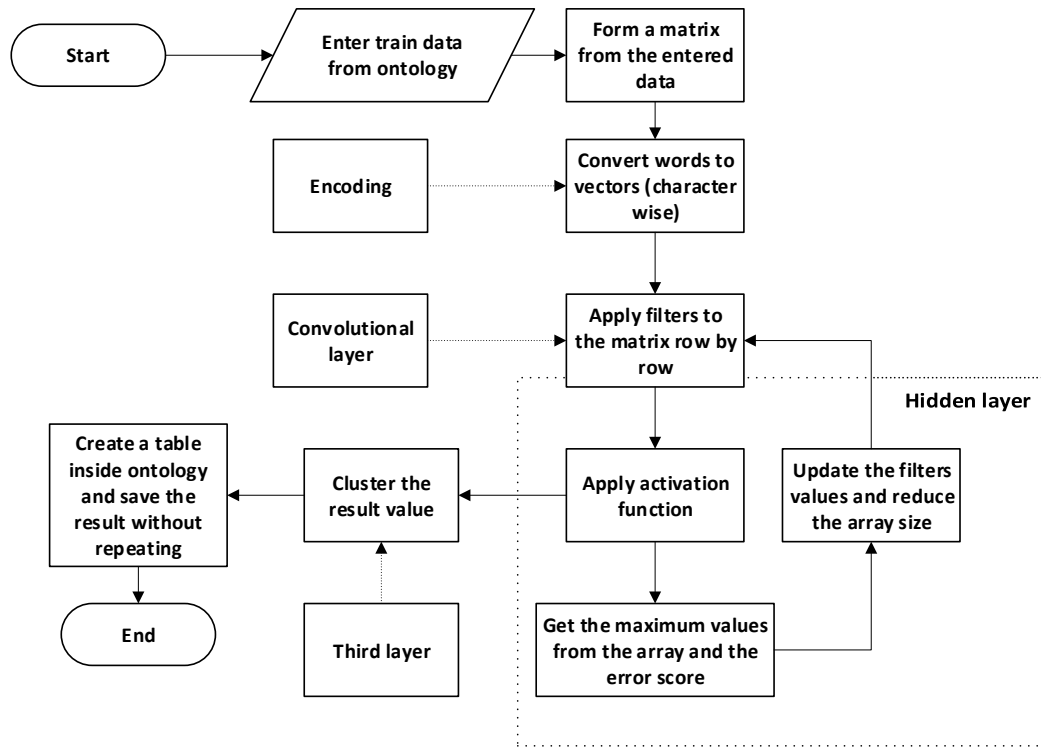 Start
Enter train data
from ontology
Form a matrix
from the entered
data
Encoding
Convert words to
vectors (character
wise)
Convolutional
layer
Apply filters to
the matrix row by
row
Hidden layer
Create a table
inside ontology
and save the
result without
repeating
Cluster the
result value
Apply activation
function
Update the filters
values and reduce
the array size
End
Third layer
Get the maximum values
from the array and the
error score